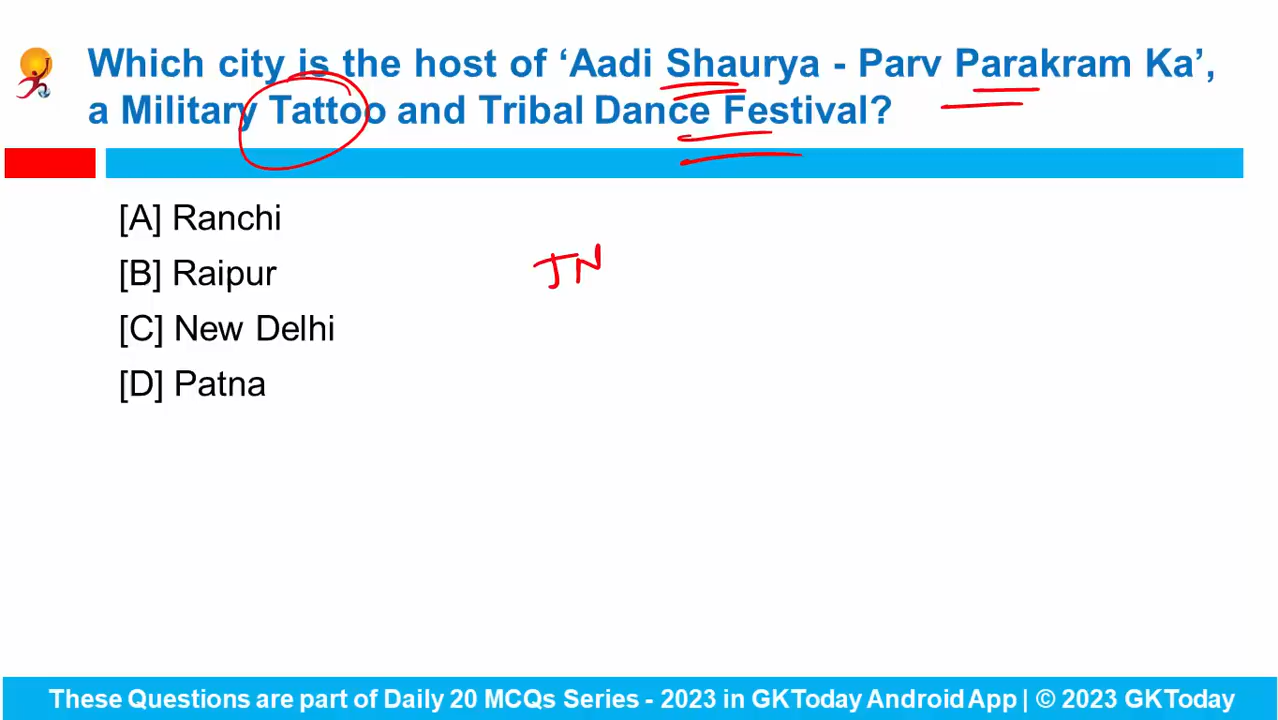 Which city is the host of ‘Aadi Shaurya - Parv Parakram Ka’,
a Military Tattoo and Tribal Dance Festival?
[A] Ranchi
[B] Raipur
JN
[C] New Delhi
[D] Patna
These Questions are part of Daily 20 MCQs Series - 2023 in GKToday Android App | © 2023 GKToday